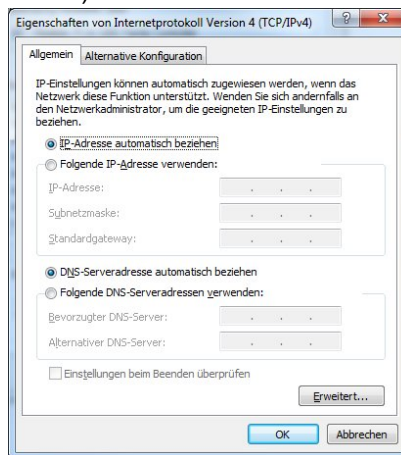 Eigenschaften von Internetprotokoll Version 4 (TCP/IPv4)
Allgemein Alternative Konfiguration
IP-Einstellungen können automatisch zugewiesen werden, wenn das
Netzwerk diese Funktion unterstützt. Wenden Sie sich andernfalls an
den Netzwerkadministrator, um die geeigneten IP-Einstellungen zu
beziehen.
IP-Adresse automatisch beziehen
Folgende IP-Adresse verwenden:
IP-Adresse:
Subnetzmaske:
Standardgateway:
DNS-Serveradresse automatisch beziehen
Folgende DNS-Serveradressen verwenden:
Bevorzugter DNS-Server:
Alternativer DNS-Server:
Einstellungen beim Beenden überprüfen
Erweitert...
OK Abbrechen